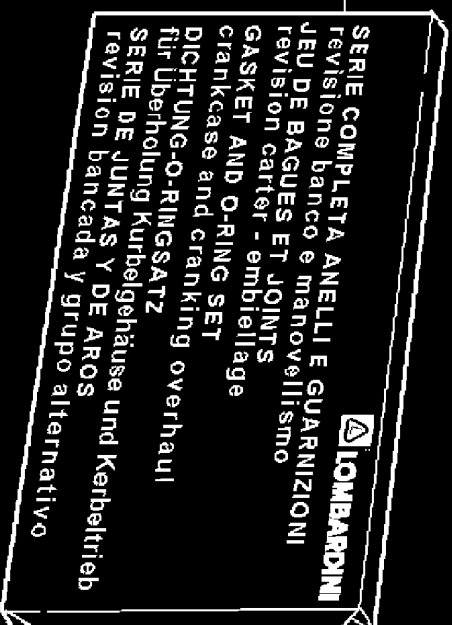 LOMBARDINI
SERIE COMPLETA ANELLI E GUARNIZIONI
revisione banco e manovellismo
JEU DE BAGUES ET JOINTS
revision carter - embiellage
GASKET AND O-RING SET
crankcase and cranking overhaul
DICHTUNG-O-RINGSATZ
für Überholung Kurbelgehäuse und Kerbeltrieb
SERIE DE JUNTAS Y DE AROS
revision bancada y grupo alternativo